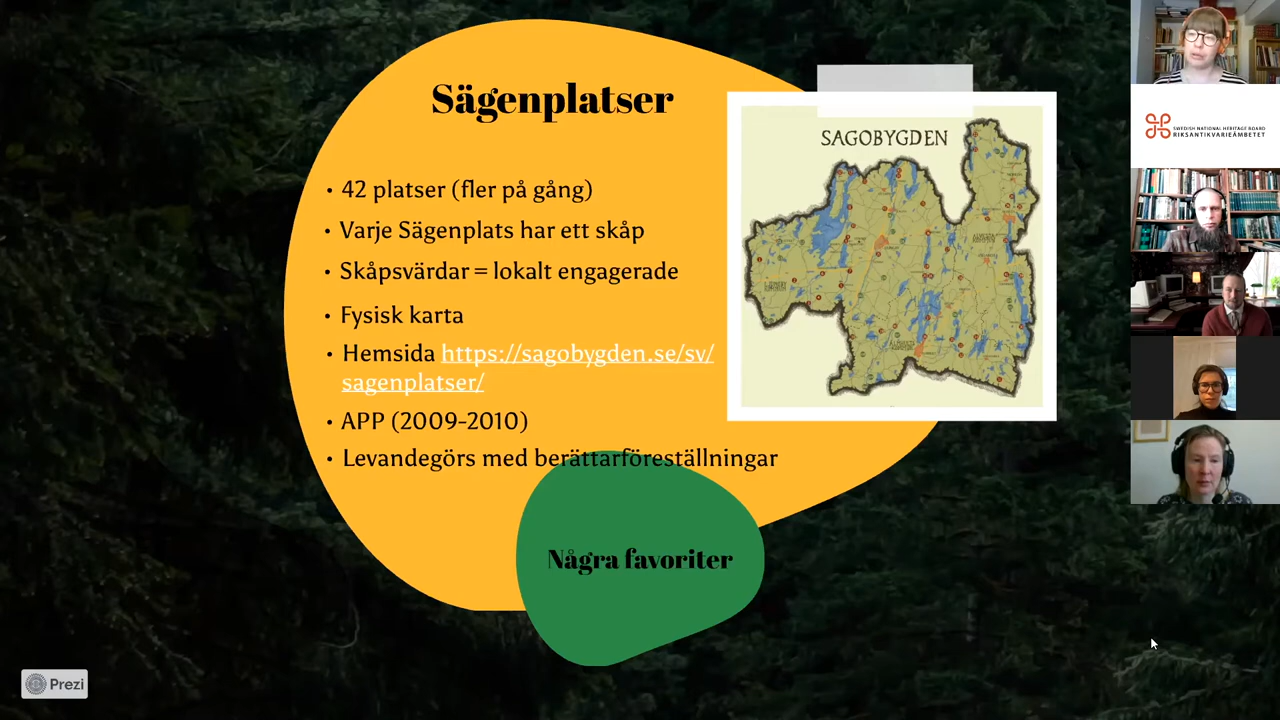 Sägenplatser
• 42 platser (fler på gång)
• Varje Sägenplats har ett skåp
• Skåpsvärdar = lokalt engagerade
• Fysisk karta
• Hemsida https://sagobygden.se/sv/
sagenplatser/
• APP (2009-2010)
• Levandegörs med berättarföreställningar
Några favoriter
SAGOBYGDEN
SWEDISH NATIONAL HERITAGE BOARD
RIKSANTIKVARIEÄMBETET
Prezi